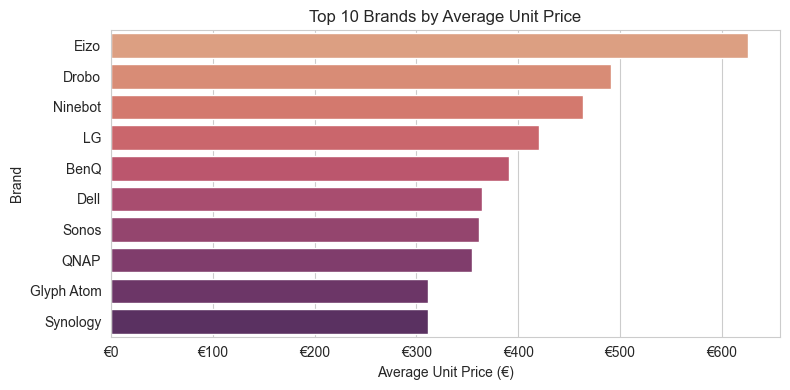 Top 10 Brands by Average Unit Price
Brand
Eizo
Drobo
Ninebot
LG
BenQ
Dell
Sonos
QNAP
Glyph Atom
Synology
€0 €100 €200 €300 €400 €500 €600
Average Unit Price (€)